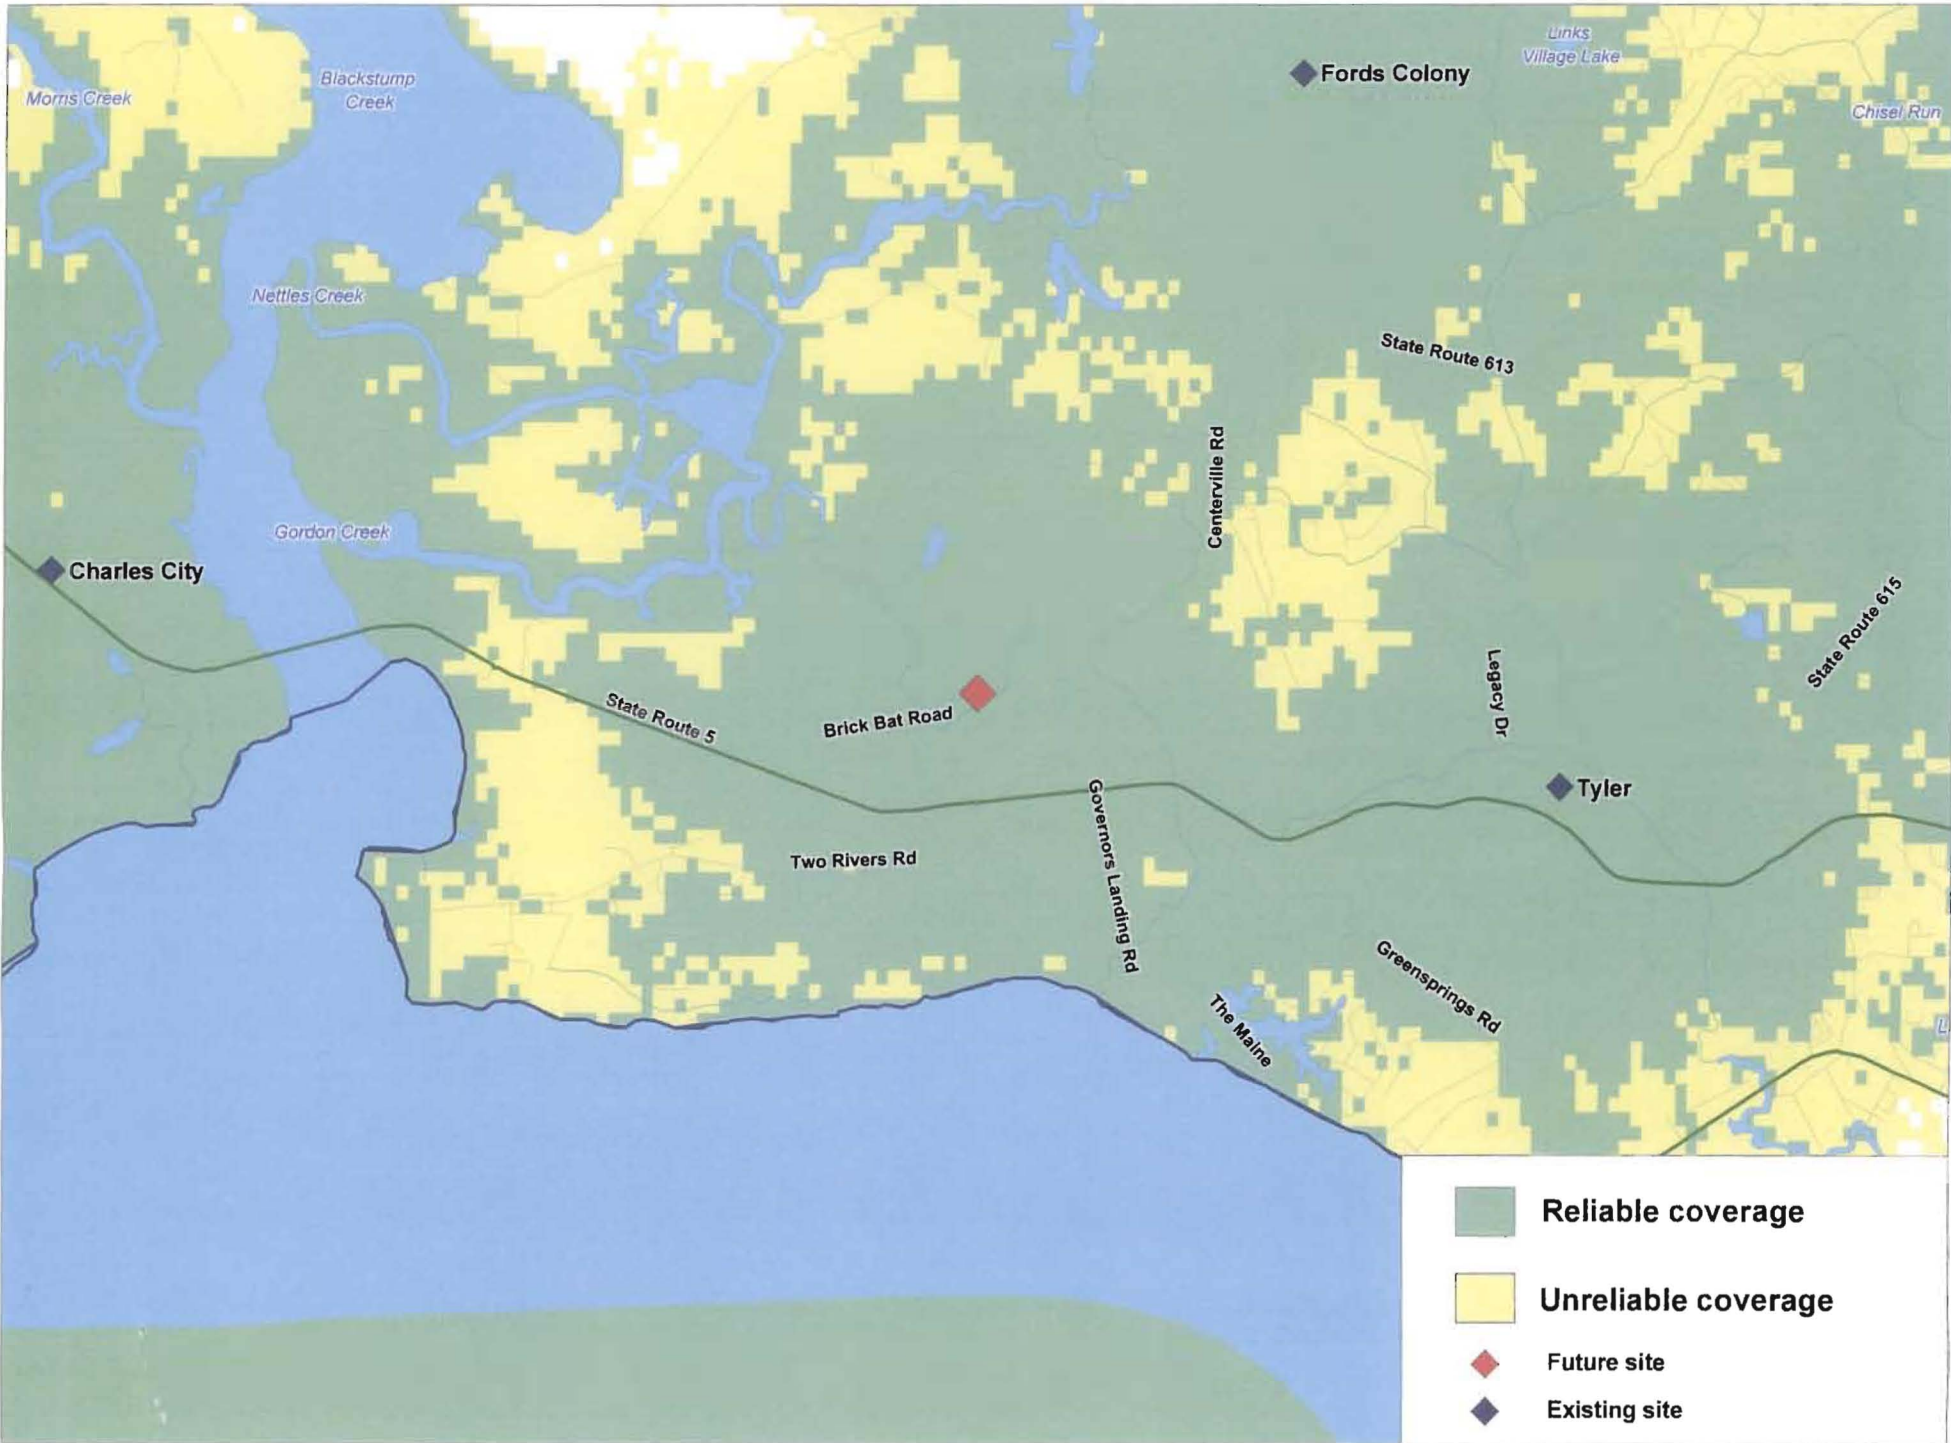 Links
Village Lake
Fords Colony
Blackstump
Creek
Morris Creek
Chisel Run
Nettles Creek
State Route 613
Centerville Rd
Gordon Creek
Charles City
State Route 615
Legacy Dr
State Route 5
Brick Bat Road
Tyler
Governors Landing Rd
Two Rivers Rd
Greensprings Rd
The Maine
L
Reliable coverage
Unreliable coverage
Future site
Existing site